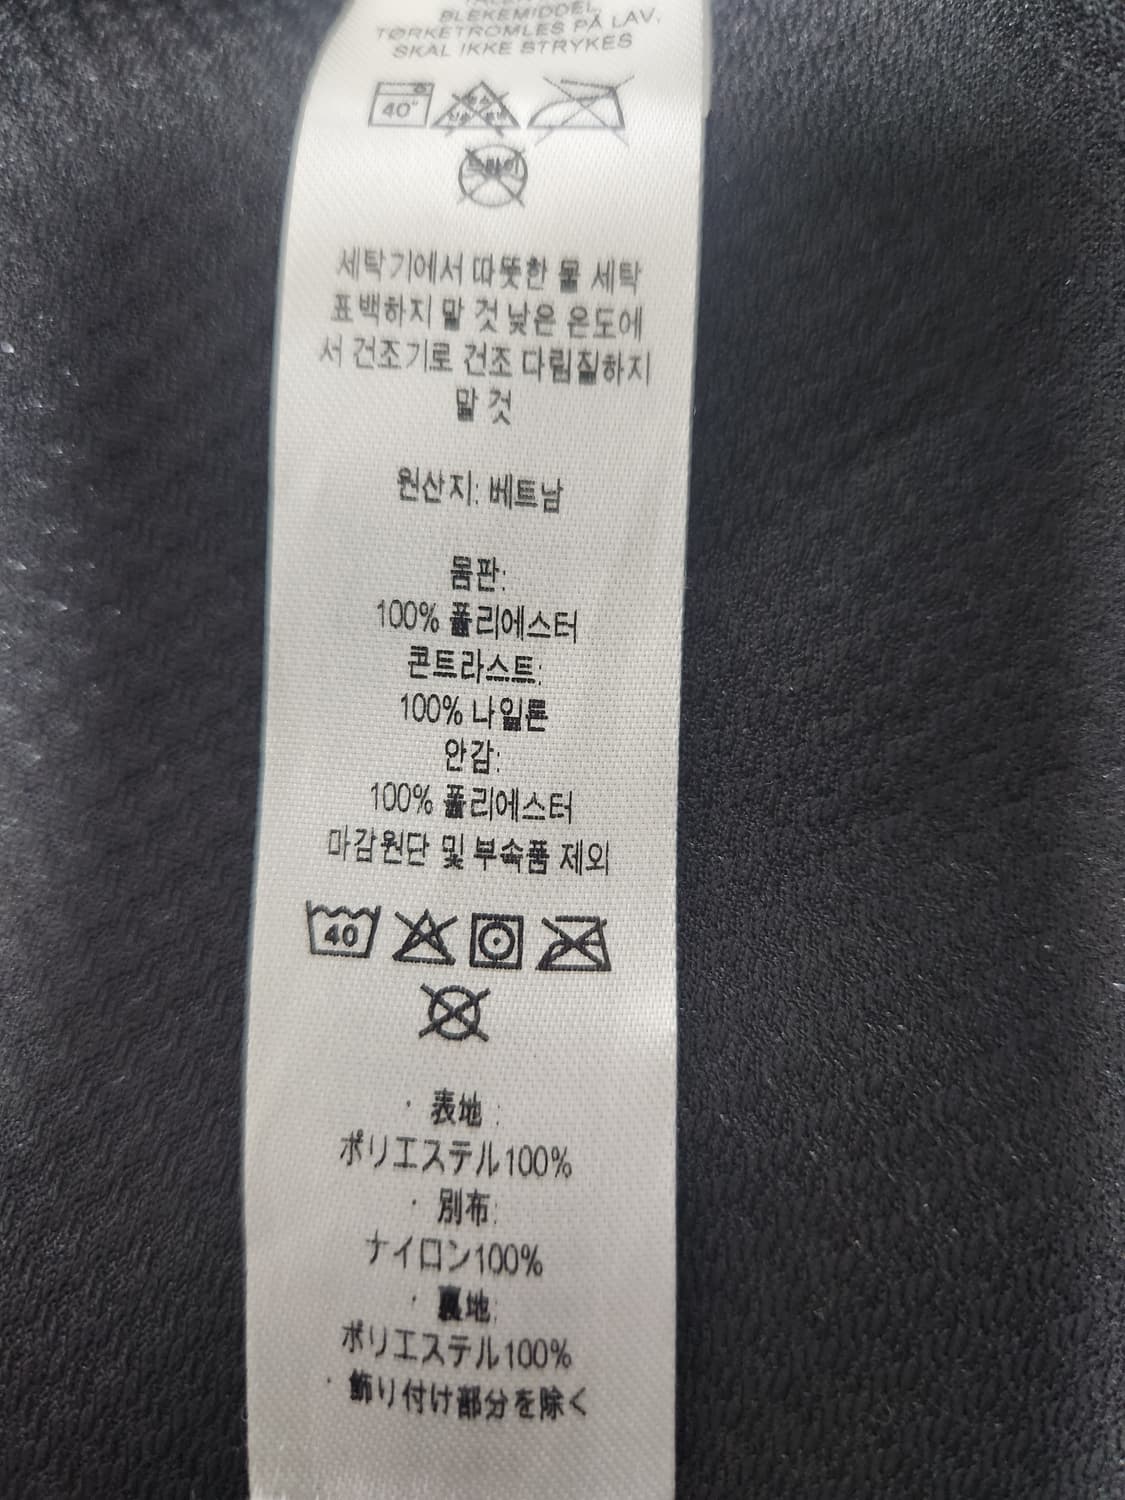 BLEKEMIDDEL,
TØRKETROMLES PÅ LAV,
SKAL IKKE STRYKES
40°
드라이
세탁기에서 따뜻한 물 세탁
표백하지 말 것 낮은 온도에
서 건조기로 건조 다림질하지
말 것
원산지: 베트남
몸판:
100% 폴리에스터
콘트라스트:
100% 나일론
안감:
100% 폴리에스터
마감원단 및 부속품 제외
40
· 表地 :
ポリエステル100%
· 別布:
ナイロン100%
· 裏地:
ポリエステル100%
· 飾り付け部分を除く